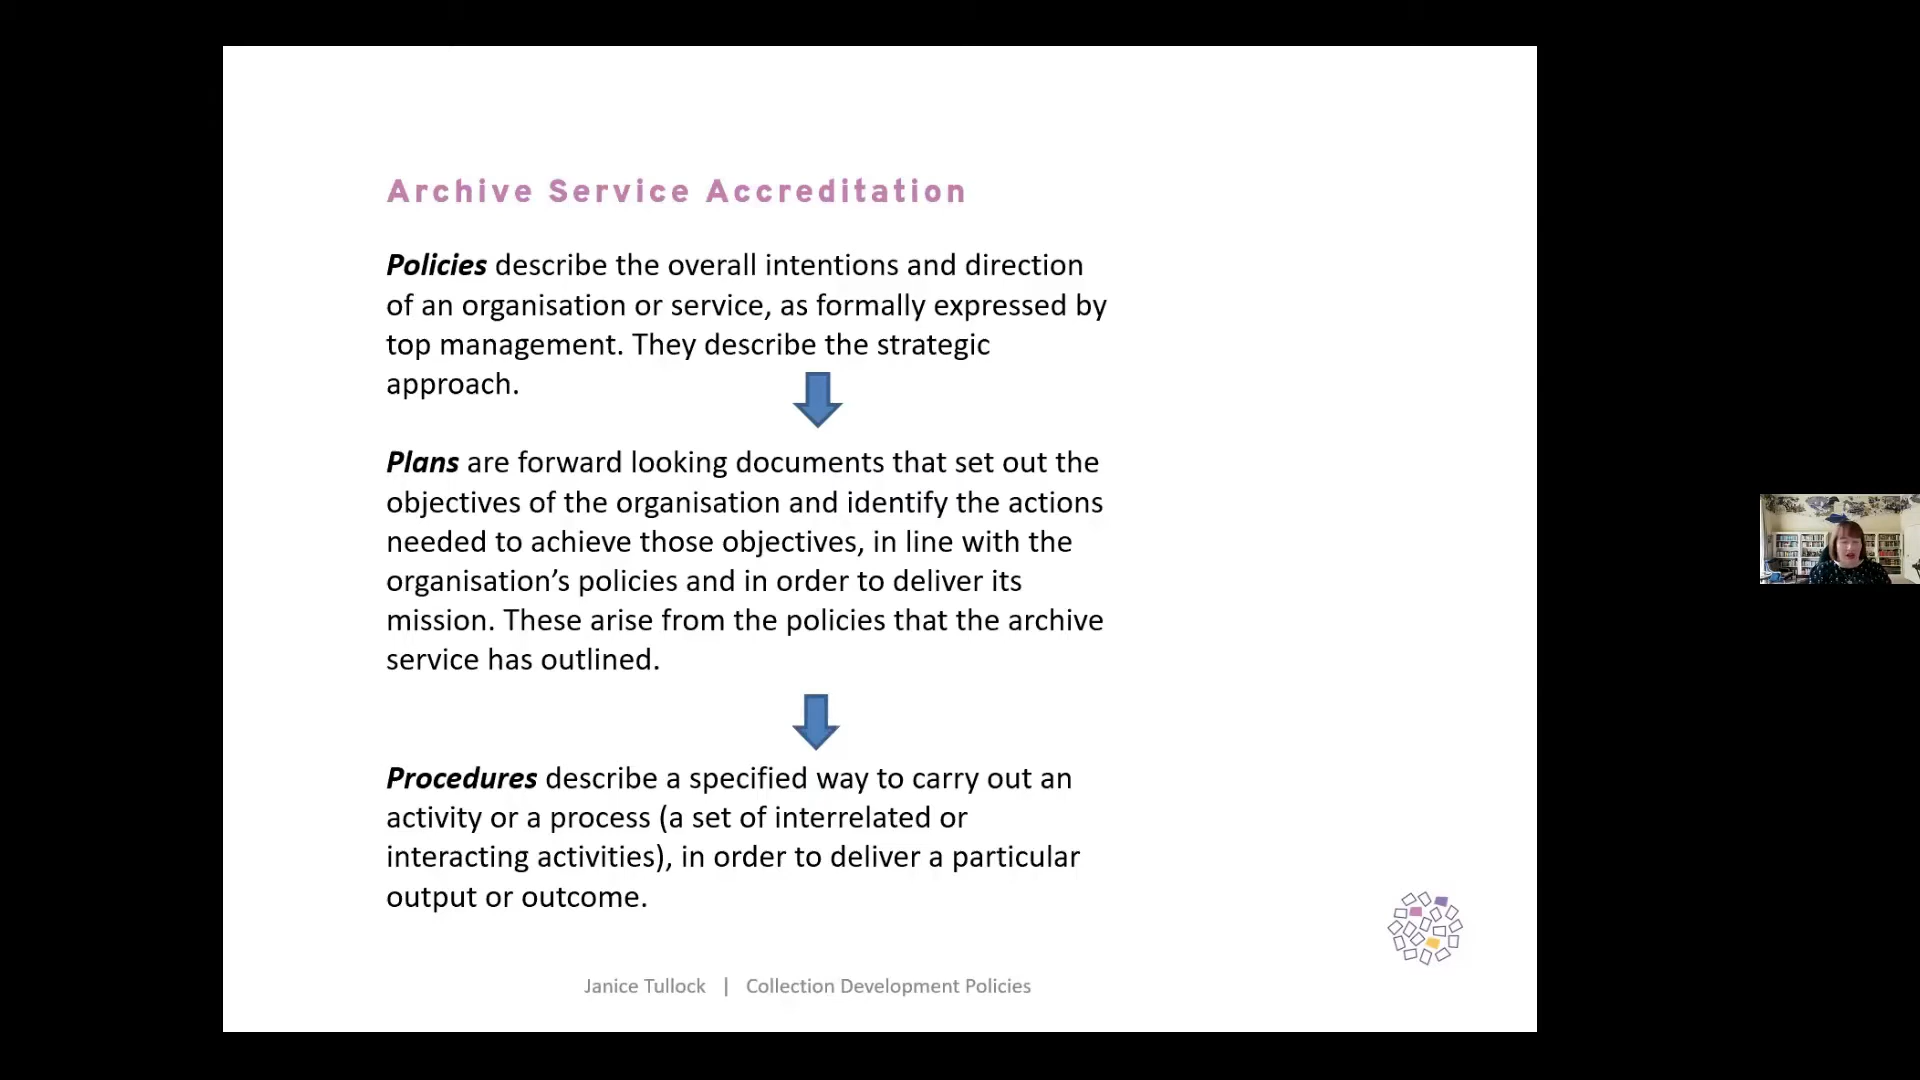 Archive Service Accreditation
Policies describe the overall intentions and direction
of an organisation or service, as formally expressed by
top management. They describe the strategic
approach.
Plans are forward looking documents that set out the
objectives of the organisation and identify the actions
needed to achieve those objectives, in line with the
organisation’s policies and in order to deliver its
mission. These arise from the policies that the archive
service has outlined.
Procedures describe a specified way to carry out an
activity or a process (a set of interrelated or
interacting activities), in order to deliver a particular
output or outcome.
Janice Tullock | Collection Development Policies